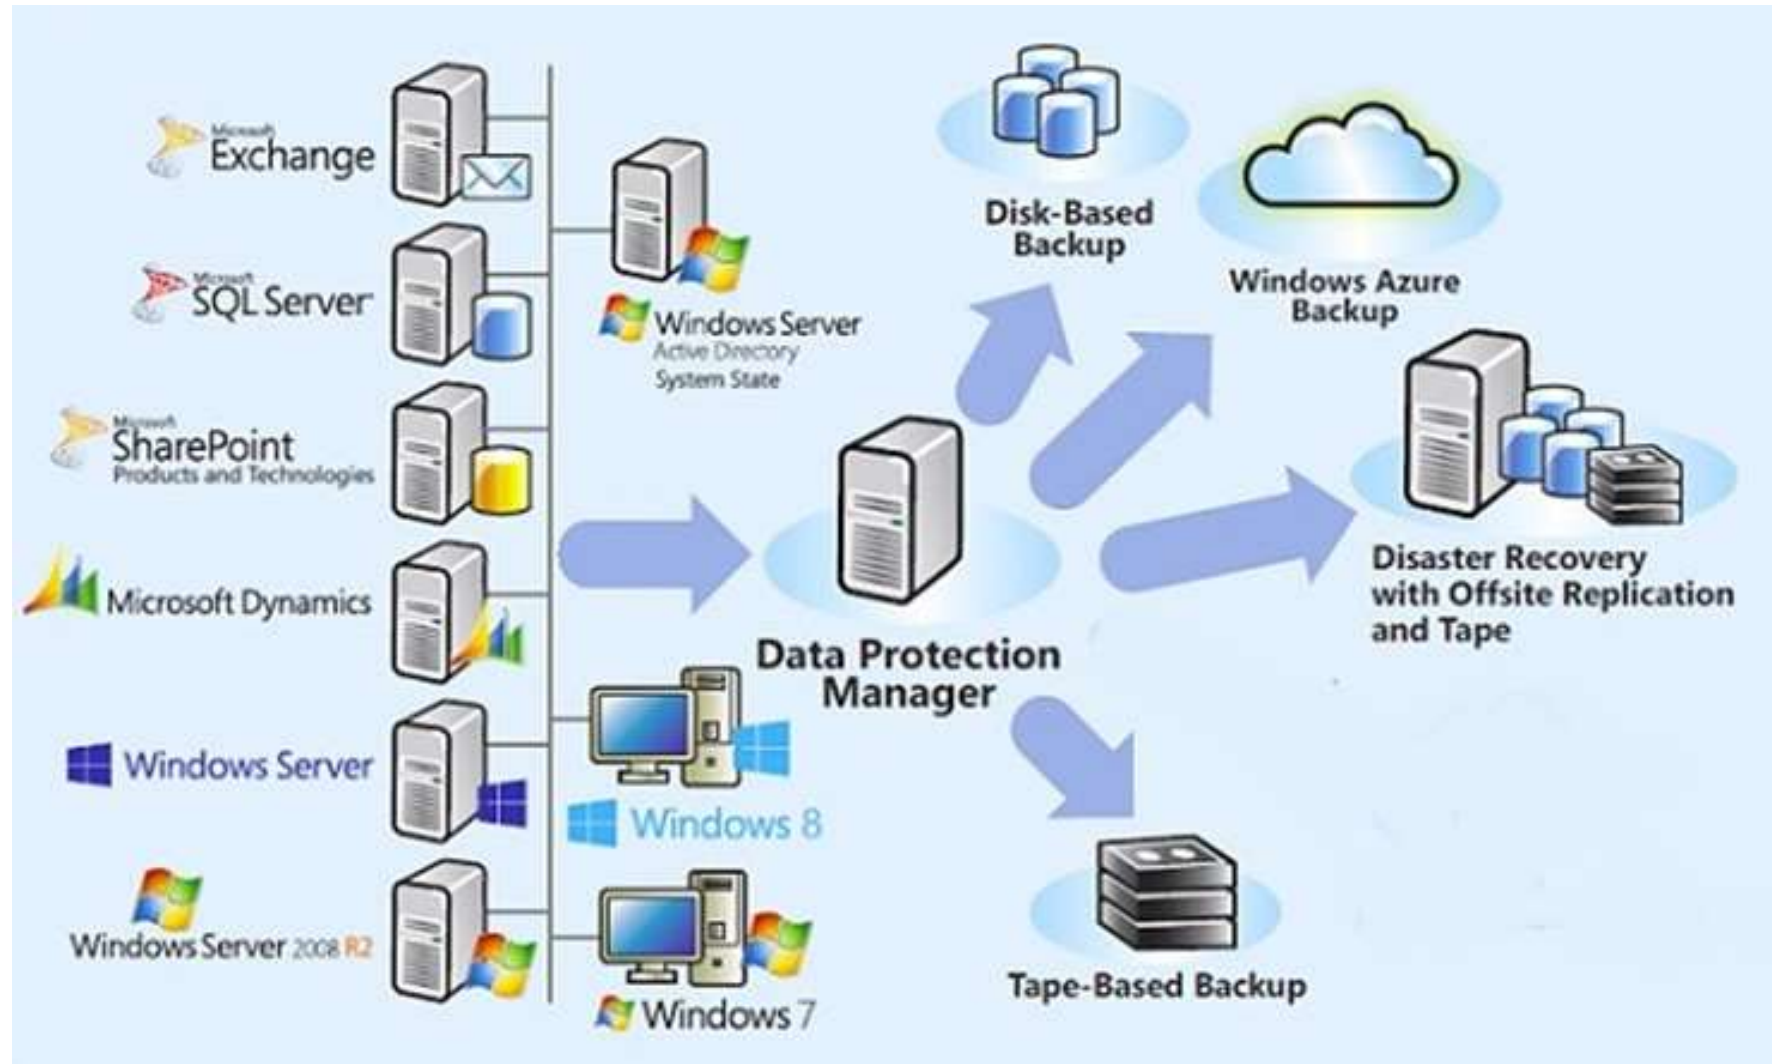 Microsoft
Exchange
Microsoft
SQL Server
Microsoft
SharePoint
Products and Technologies
Microsoft Dynamics
Windows Server
Windows Server 2008 R2
Windows Server
Active Directory
System State
Windows 8
Windows 7
Data Protection
Manager
Disk-Based
Backup
Windows Azure
Backup
Disaster Recovery
with Offsite Replication
and Tape
Tape-Based Backup